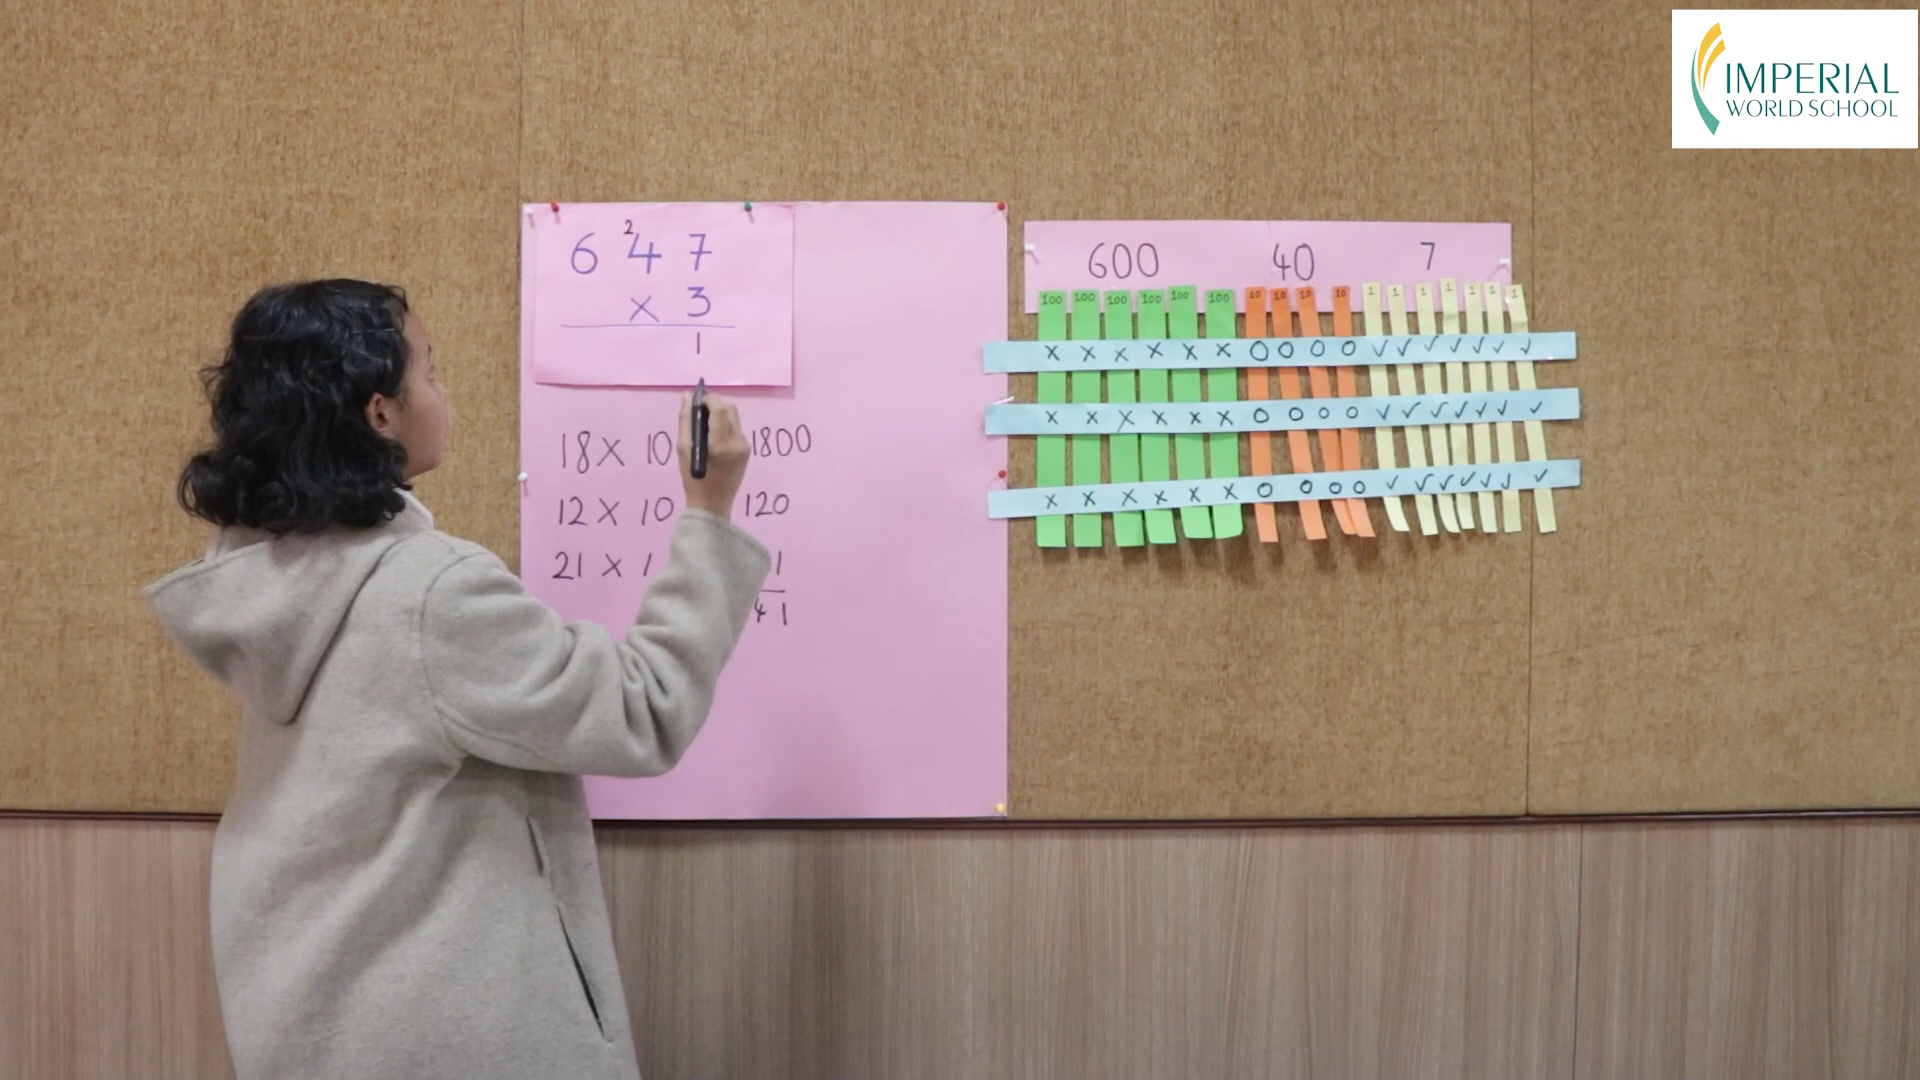 IMPERIAL
WORLD SCHOOL
2
6 4 7
x 3
1
18 x 10 1800
12 x 10 120
21 x 1 1
4 1
600 40 7
100 100 100 100 100 100 10 10 10 10 1 1 1 1 1 1 1
x x x x x x O O O O ✓ ✓ ✓ ✓ ✓ ✓ ✓
x x x x x x O O O O ✓ ✓ ✓ ✓ ✓ ✓ ✓
x x x x x x O O O O ✓ ✓ ✓ ✓ ✓ ✓ ✓